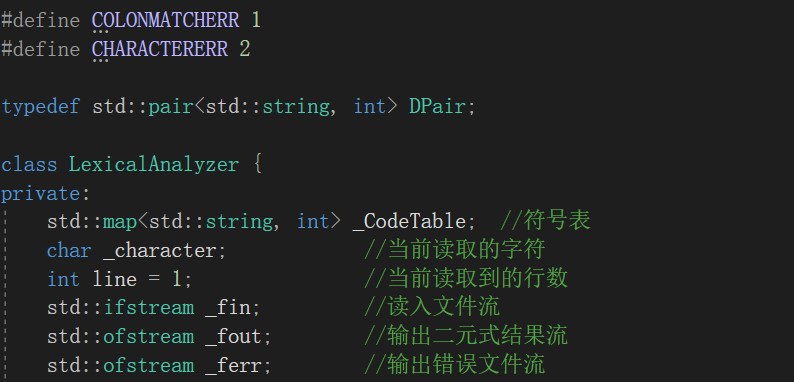 #define COLONMATCHERR 1
#define CHARACTERERR 2
typedef std::pair<std::string, int> DPair;
class LexicalAnalyzer {
private:
std::map<std::string, int> _CodeTable; //符号表
char _character; //当前读取的字符
int line = 1; //当前读取到的行数
std::ifstream _fin; //读入文件流
std::ofstream _fout; //输出二元式结果流
std::ofstream _ferr; //输出错误文件流